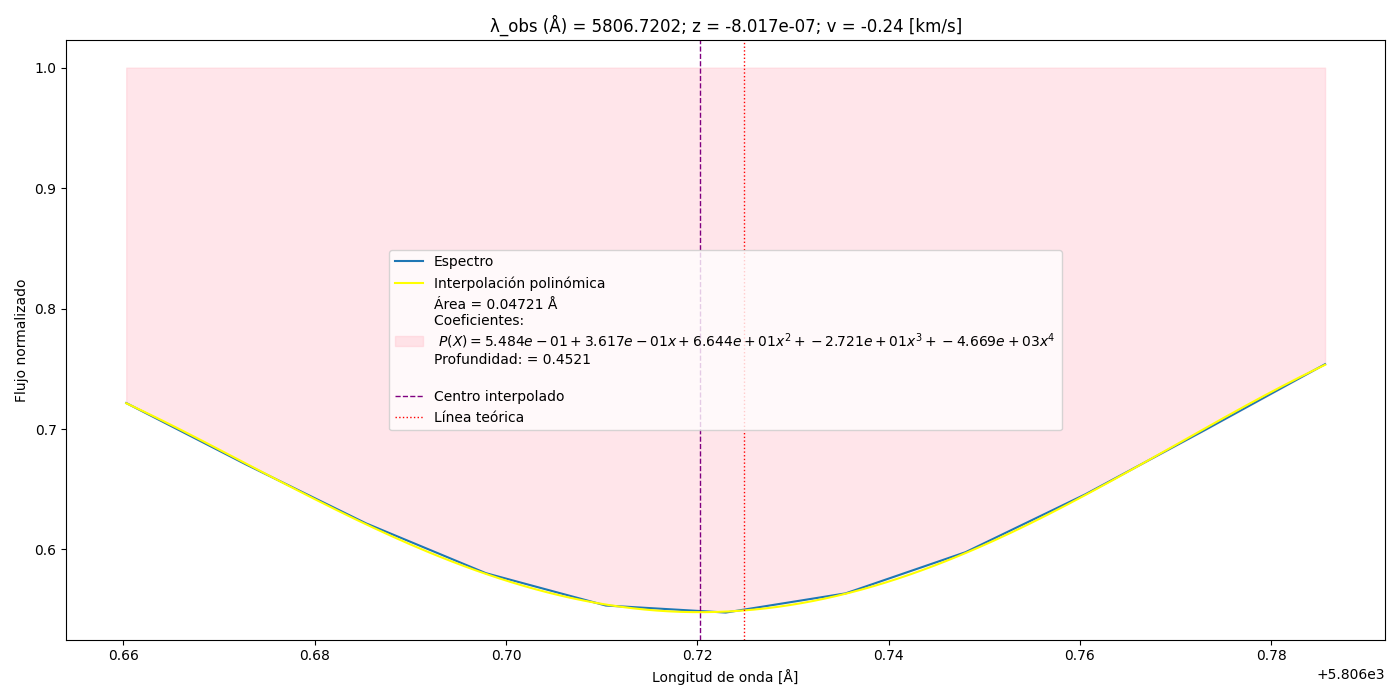 λ_obs (Å) = 5806.7202; z = -8.017e-07; v = -0.24 [km/s]
Flujo normalizado
1.0
0.9
0.8
0.7
0.6
Espectro
Interpolación polinómica
Área = 0.04721 Å
Coeficientes:
P(X) = 5.484e − 01 + 3.617e − 01x + 6.644e + 01x² + −2.721e + 01x³ + −4.669e + 03x⁴
Profundidad: = 0.4521
Centro interpolado
Línea teórica
0.66 0.68 0.70 0.72 0.74 0.76 0.78
+5.806e3
Longitud de onda [Å]